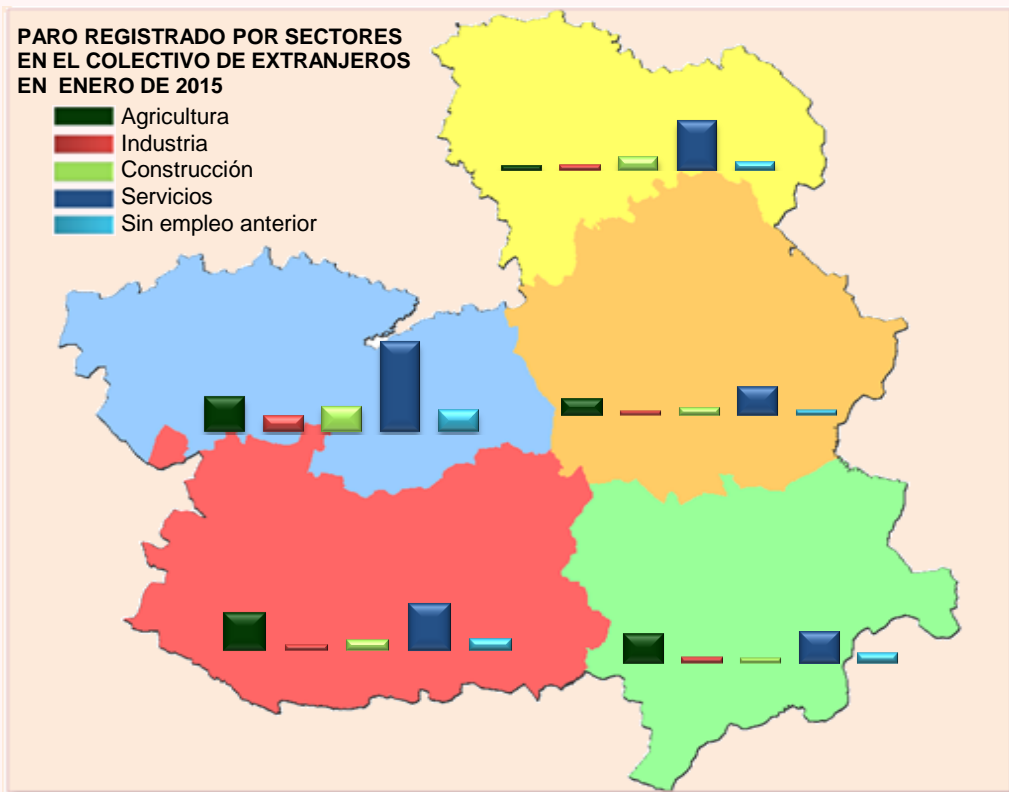 PARO REGISTRADO POR SECTORES
EN EL COLECTIVO DE EXTRANJEROS
EN ENERO DE 2015
Agricultura
Industria
Construcción
Servicios
Sin empleo anterior